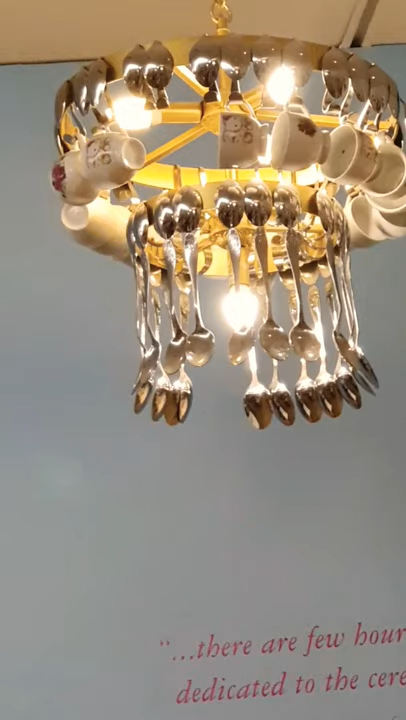 “...there are few hour
dedicated to the cere